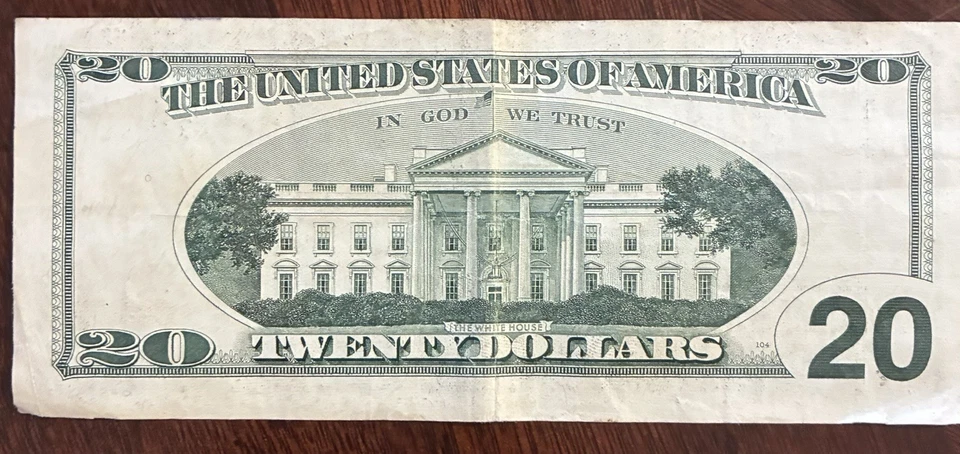 20 THE UNITED STATES OF AMERICA 20
IN GOD WE TRUST
THE WHITE HOUSE
20 TWENTY DOLLARS 104 20